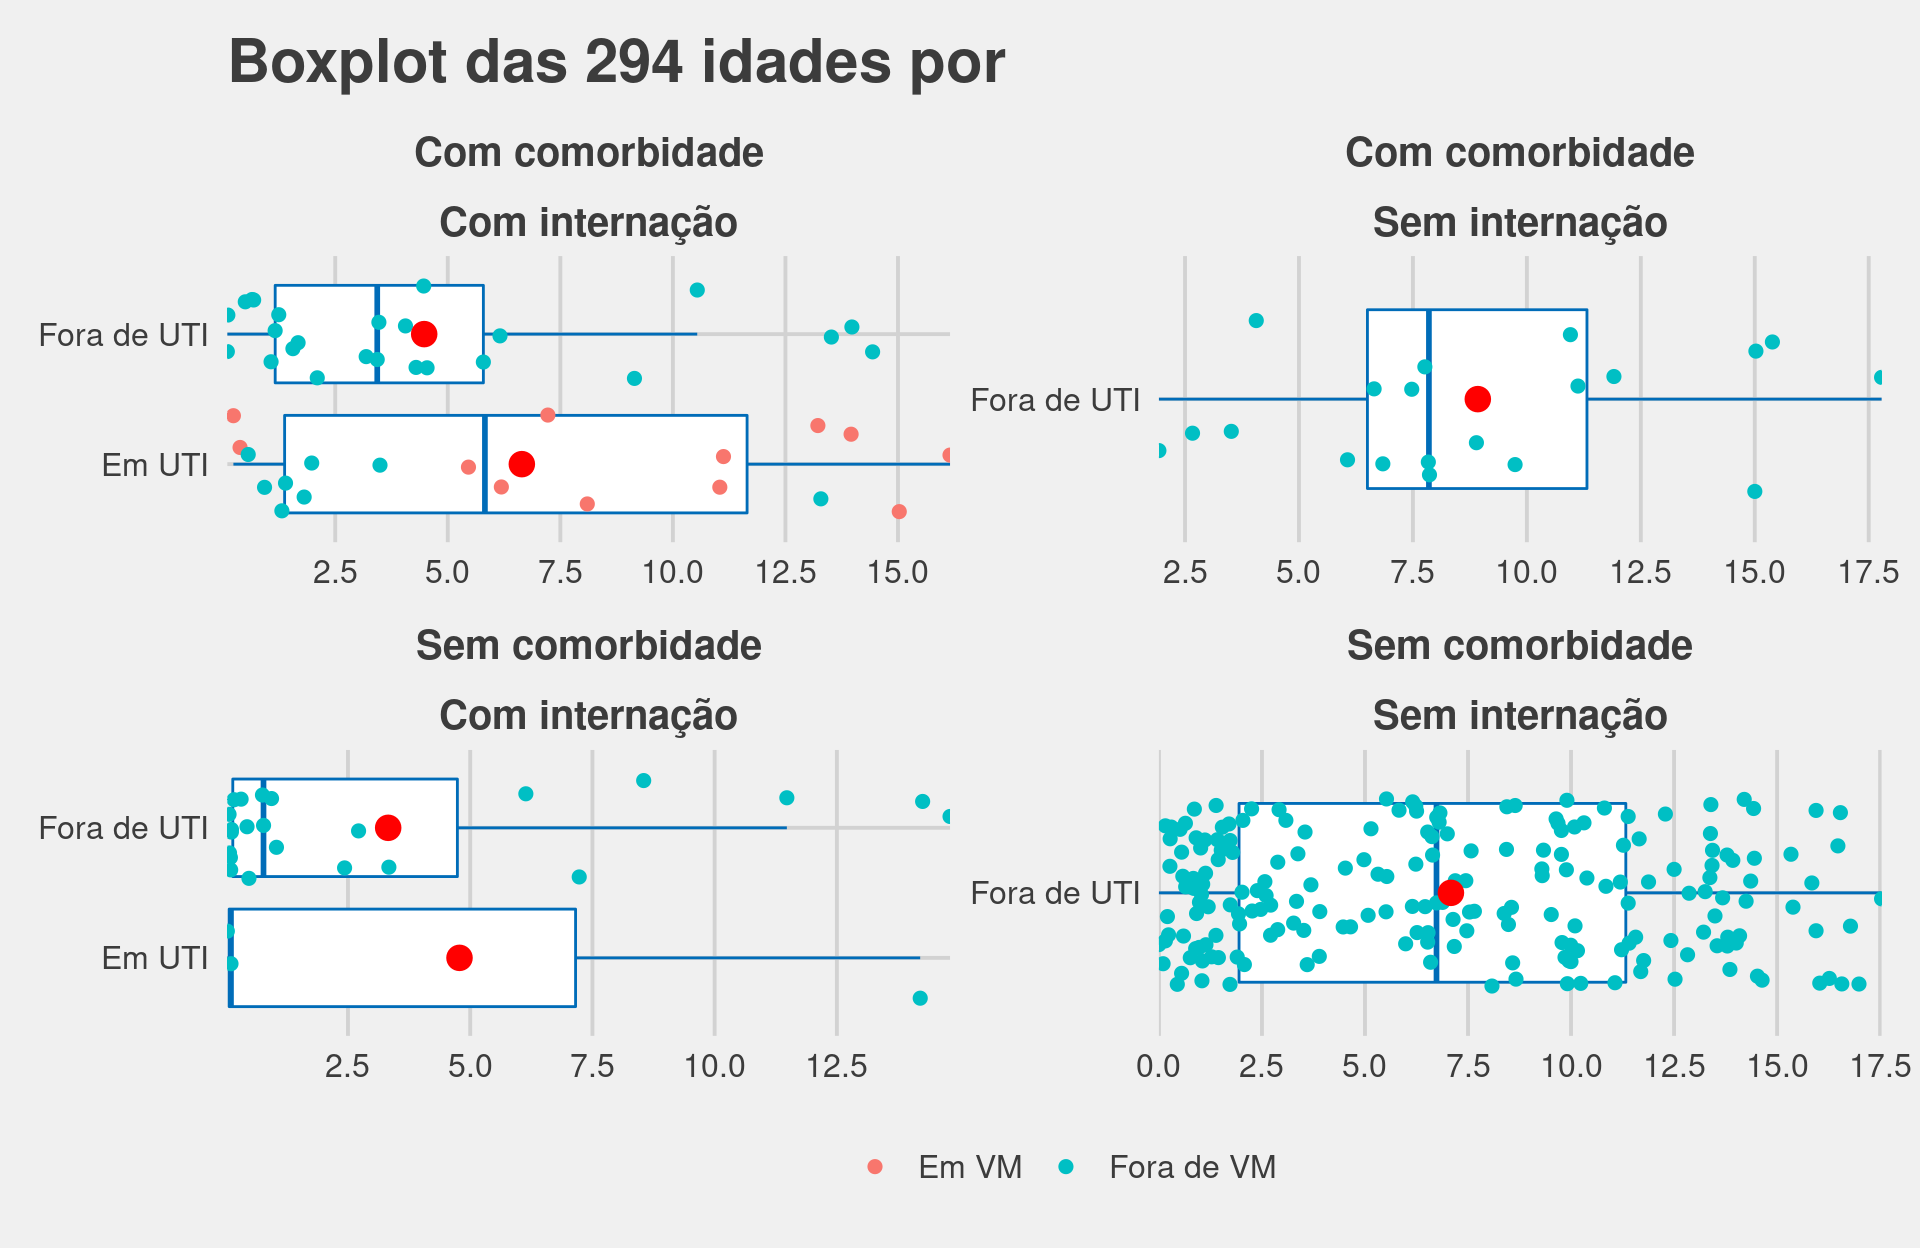 Boxplot das 294 idades por
Com comorbidade
Com internação
Fora de UTI
Em UTI
2.5 5.0 7.5 10.0 12.5 15.0
Com comorbidade
Sem internação
Fora de UTI
2.5 5.0 7.5 10.0 12.5 15.0 17.5
Sem comorbidade
Com internação
Fora de UTI
Em UTI
2.5 5.0 7.5 10.0 12.5
Sem comorbidade
Sem internação
Fora de UTI
0.0 2.5 5.0 7.5 10.0 12.5 15.0 17.5
Em VM Fora de VM